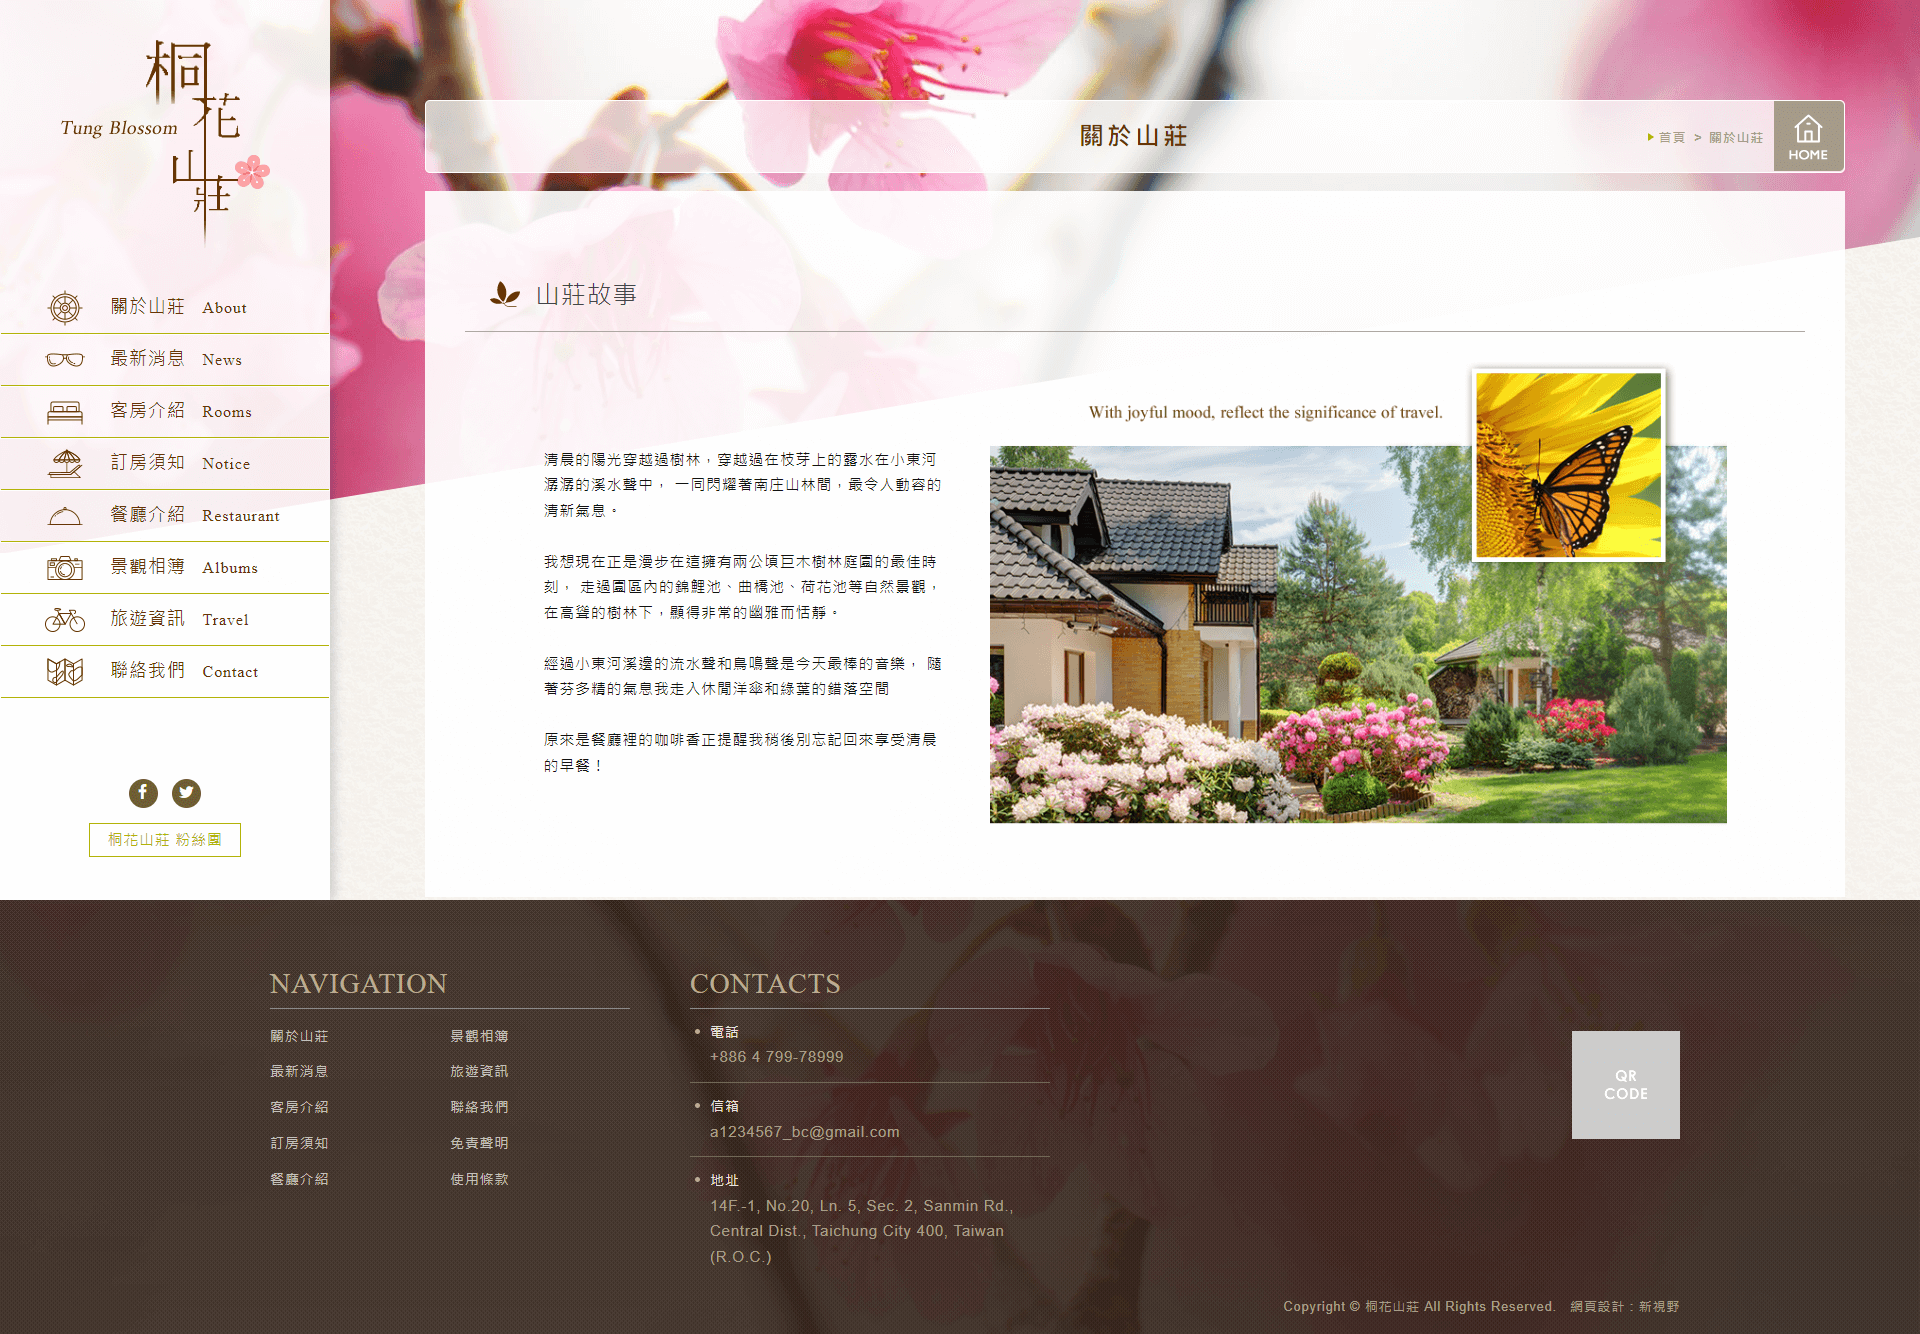 桐花山莊
Tung Blossom
關於山莊 About
最新消息 News
客房介紹 Rooms
訂房須知 Notice
餐廳介紹 Restaurant
景觀相簿 Albums
旅遊資訊 Travel
聯絡我們 Contact
桐花山莊 粉絲團
關於山莊
首頁 > 關於山莊
HOME
山莊故事
With joyful mood, reflect the significance of travel.
清晨的陽光穿越過樹林，穿越過在枝芽上的露水在小東河
潺潺的溪水聲中， 一同閃耀著南庄山林間，最令人動容的
清新氣息。
我想現在正是漫步在這擁有兩公頃巨木樹林庭園的最佳時
刻， 走過園區內的錦鯉池、曲橋池、荷花池等自然景觀，
在高聳的樹林下，顯得非常的幽雅而恬靜。
經過小東河溪邊的流水聲和鳥鳴聲是今天最棒的音樂， 隨
著芬多精的氣息我走入休閒洋傘和綠葉的錯落空間
原來是餐廳裡的咖啡香正提醒我稍後別忘記回來享受清晨
的早餐！
NAVIGATION
關於山莊
最新消息
客房介紹
訂房須知
餐廳介紹
景觀相簿
旅遊資訊
聯絡我們
免責聲明
使用條款
CONTACTS
電話
+886 4 799-78999
信箱
a1234567_bc@gmail.com
地址
14F.-1, No.20, Ln. 5, Sec. 2, Sanmin Rd.,
Central Dist., Taichung City 400, Taiwan
(R.O.C.)
QR
CODE
Copyright © 桐花山莊 All Rights Reserved. 網頁設計：新視野